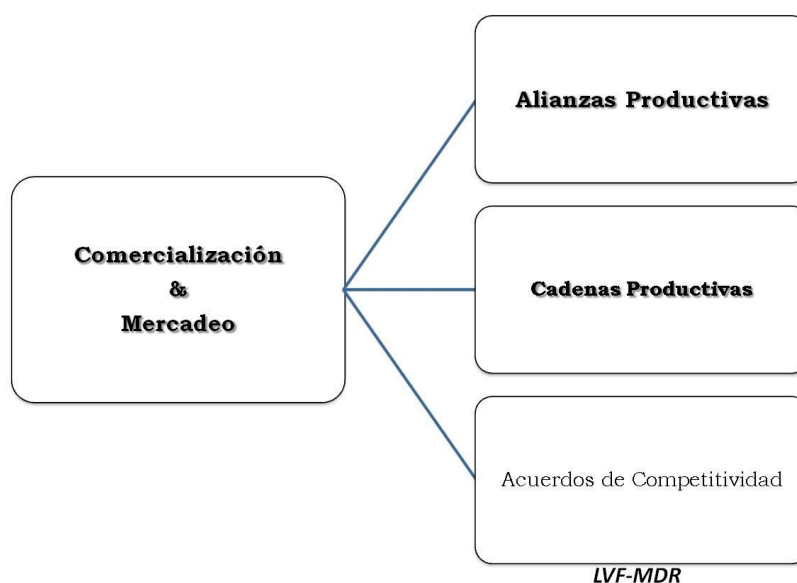 Alianzas Productivas
Comercialización
&
Mercadeo
Cadenas Productivas
Acuerdos de Competitividad
LVF-MDR